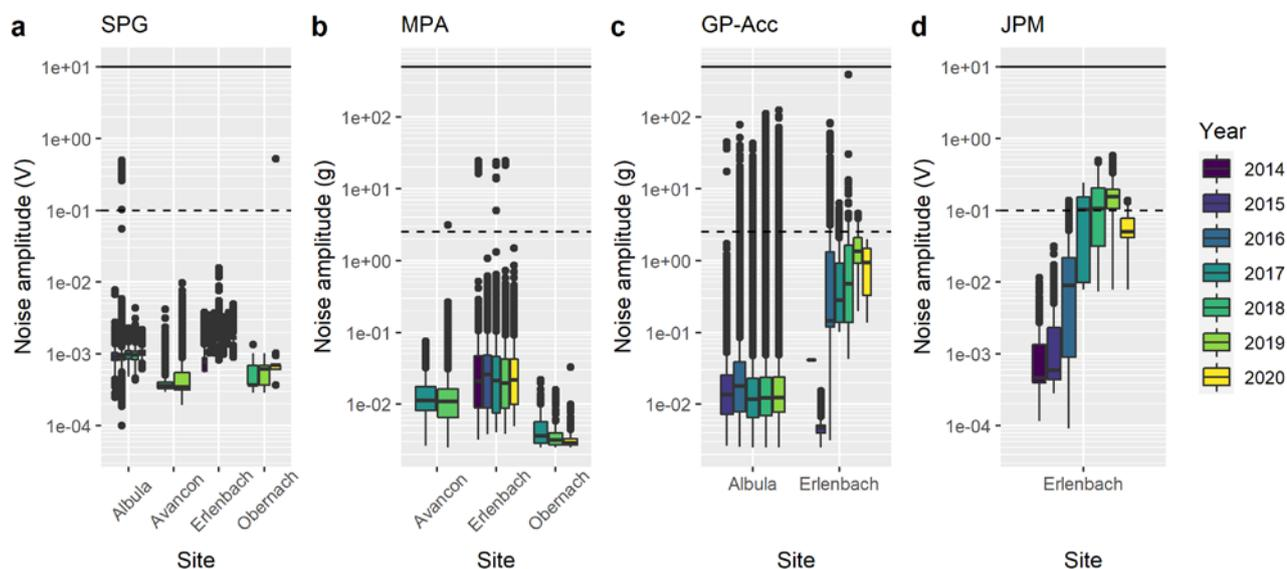 a
SPG
Noise amplitude (V)
1e+01
1e+00
1e-01
1e-02
1e-03
1e-04
Albula
Avancon
Erlenbach
Obernach
Site
b
MPA
Noise amplitude (g)
1e+02
1e+01
1e+00
1e-01
1e-02
Avancon
Erlenbach
Obernach
Site
c
GP-Acc
Noise amplitude (g)
1e+02
1e+01
1e+00
1e-01
1e-02
Albula
Erlenbach
Site
d
JPM
Noise amplitude (V)
1e+01
1e+00
1e-01
1e-02
1e-03
1e-04
Erlenbach
Site
Year
2014
2015
2016
2017
2018
2019
2020